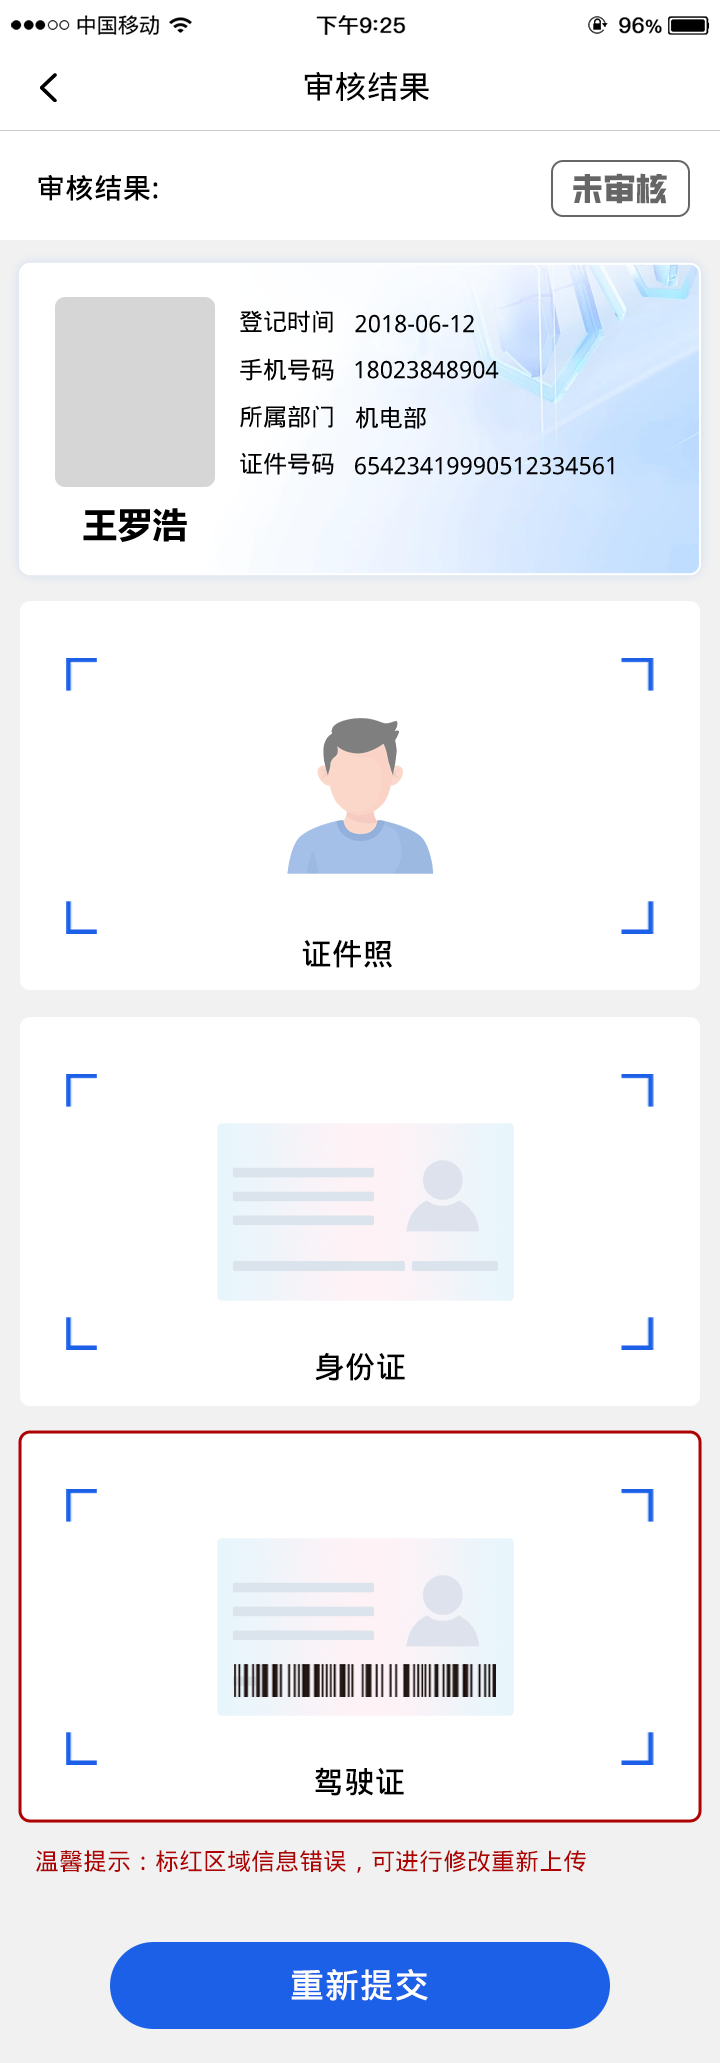 中国移动 下午9:25 96%
审核结果
审核结果: 未审核
登记时间 2018-06-12
手机号码 18023848904
所属部门 机电部
证件号码 65423419990512334561
王罗浩
证件照
身份证
驾驶证
温馨提示：标红区域信息错误，可进行修改重新上传
重新提交